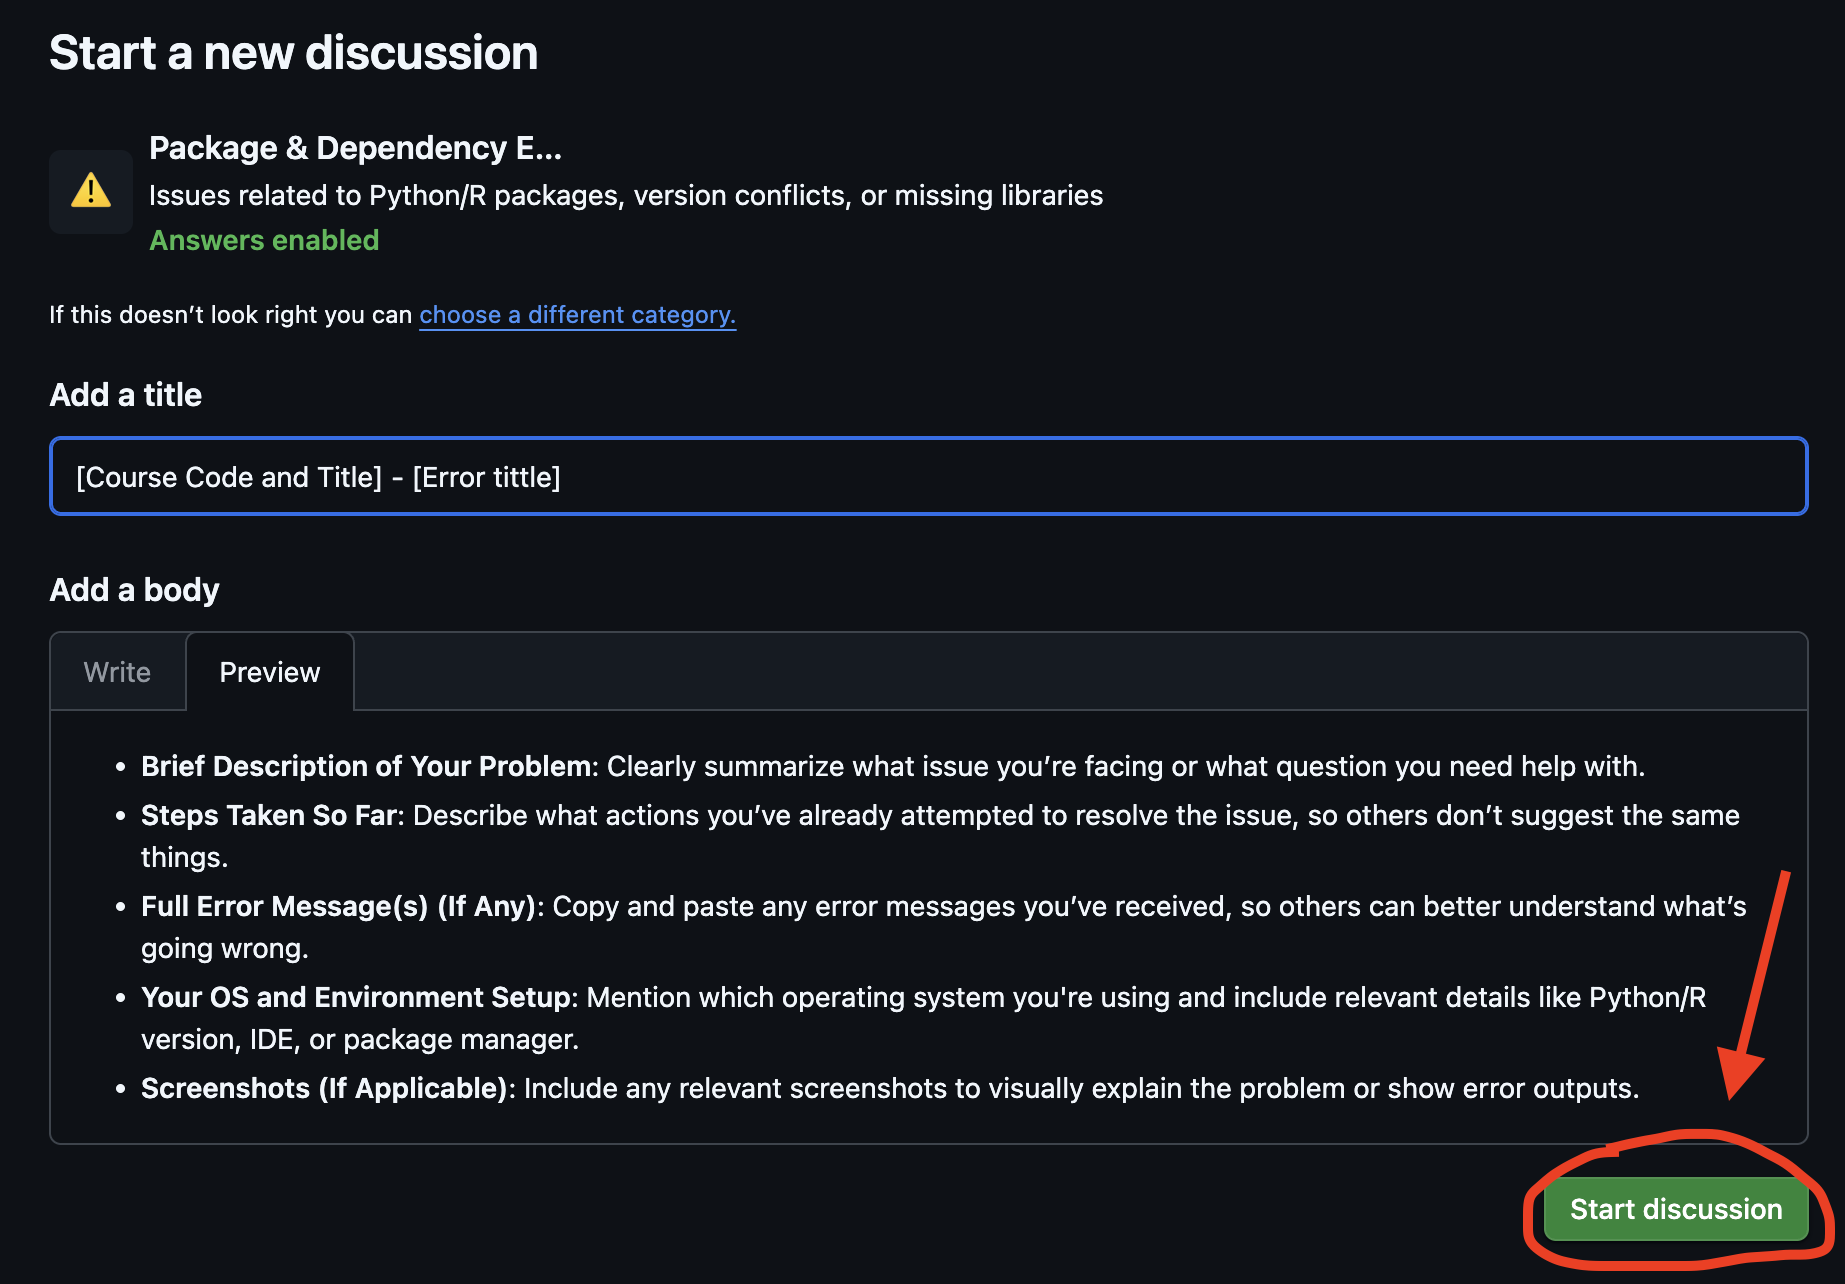 Start a new discussion
Package & Dependency E...
Issues related to Python/R packages, version conflicts, or missing libraries
Answers enabled
If this doesn’t look right you can choose a different category.
Add a title
[Course Code and Title] - [Error tittle]
Add a body
Write Preview
• Brief Description of Your Problem: Clearly summarize what issue you’re facing or what question you need help with.
• Steps Taken So Far: Describe what actions you’ve already attempted to resolve the issue, so others don’t suggest the same
things.
• Full Error Message(s) (If Any): Copy and paste any error messages you’ve received, so others can better understand what’s
going wrong.
• Your OS and Environment Setup: Mention which operating system you're using and include relevant details like Python/R
version, IDE, or package manager.
• Screenshots (If Applicable): Include any relevant screenshots to visually explain the problem or show error outputs.
Start discussion